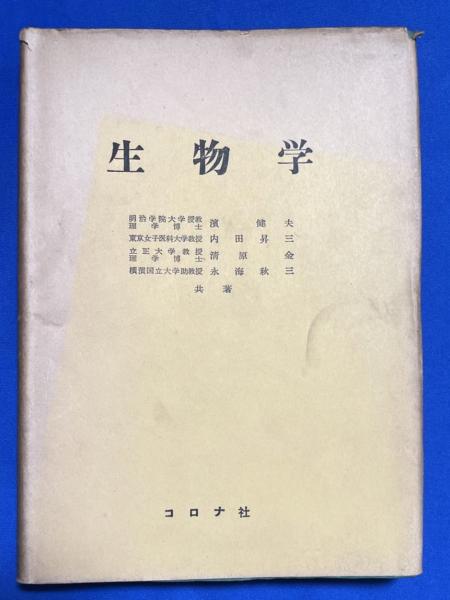 生物学
明治学院大学教授
理学博士 濱健夫
東京女子医科大学教授 内田昇三
立正大学教授
理学博士 清原金
横濱国立大学助教授 永海秋三
共著
コロナ社